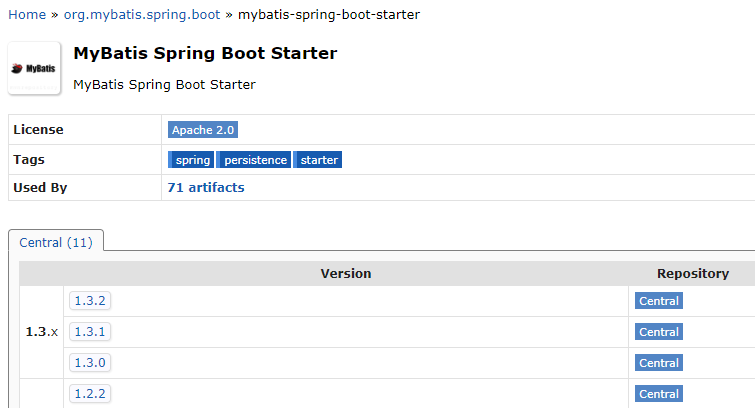 Home » org.mybatis.spring.boot » mybatis-spring-boot-starter
MyBatis
MyBatis Spring Boot Starter
MyBatis Spring Boot Starter
License Apache 2.0
Tags spring persistence starter
Used By 71 artifacts
Central (11)
Version Repository
1.3.2 Central
1.3.x 1.3.1 Central
1.3.0 Central
1.2.2 Central